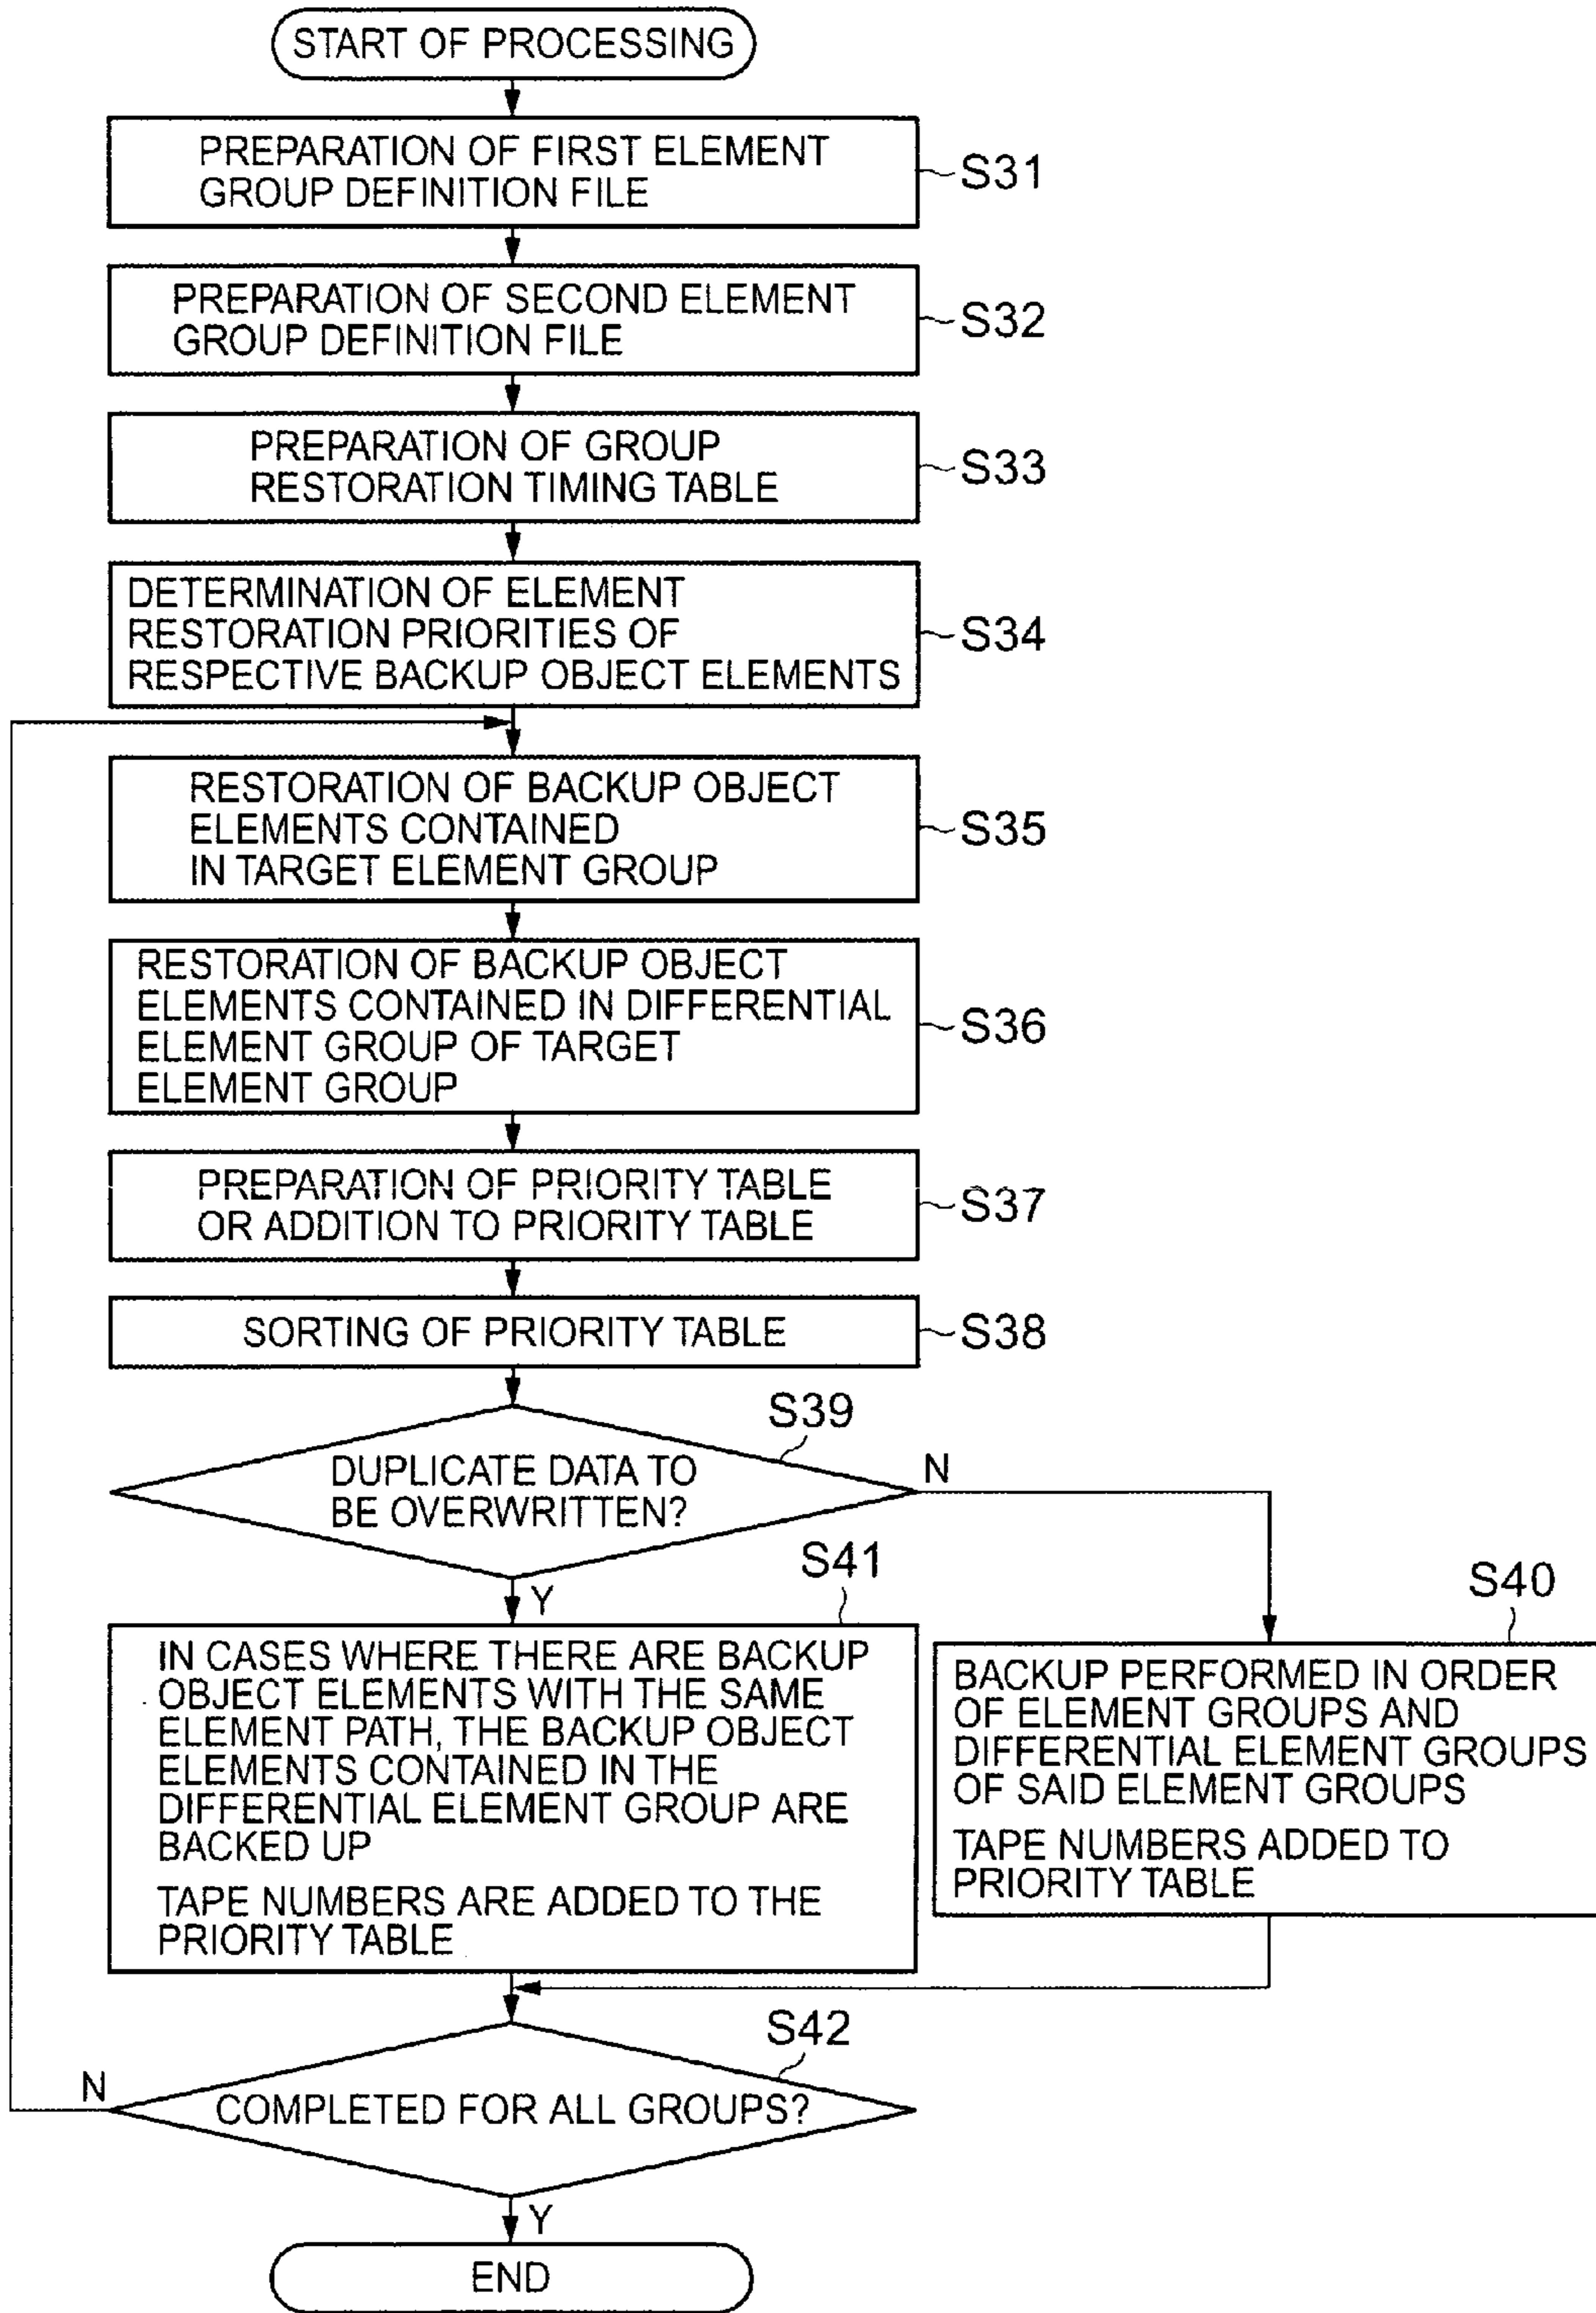 START OF PROCESSING
PREPARATION OF FIRST ELEMENT
GROUP DEFINITION FILE
S31
PREPARATION OF SECOND ELEMENT
GROUP DEFINITION FILE
S32
PREPARATION OF GROUP
RESTORATION TIMING TABLE
S33
DETERMINATION OF ELEMENT
RESTORATION PRIORITIES OF
RESPECTIVE BACKUP OBJECT ELEMENTS
S34
RESTORATION OF BACKUP OBJECT
ELEMENTS CONTAINED
IN TARGET ELEMENT GROUP
S35
RESTORATION OF BACKUP OBJECT
ELEMENTS CONTAINED IN DIFFERENTIAL
ELEMENT GROUP OF TARGET
ELEMENT GROUP
S36
PREPARATION OF PRIORITY TABLE
OR ADDITION TO PRIORITY TABLE
S37
SORTING OF PRIORITY TABLE
S38
S39
DUPLICATE DATA TO
BE OVERWRITTEN?
N
Y
S41
IN CASES WHERE THERE ARE BACKUP
OBJECT ELEMENTS WITH THE SAME
ELEMENT PATH, THE BACKUP OBJECT
ELEMENTS CONTAINED IN THE
DIFFERENTIAL ELEMENT GROUP ARE
BACKED UP
TAPE NUMBERS ARE ADDED TO THE
PRIORITY TABLE
S40
BACKUP PERFORMED IN ORDER
OF ELEMENT GROUPS AND
DIFFERENTIAL ELEMENT GROUPS
OF SAID ELEMENT GROUPS
TAPE NUMBERS ADDED TO
PRIORITY TABLE
S42
N
COMPLETED FOR ALL GROUPS?
Y
END